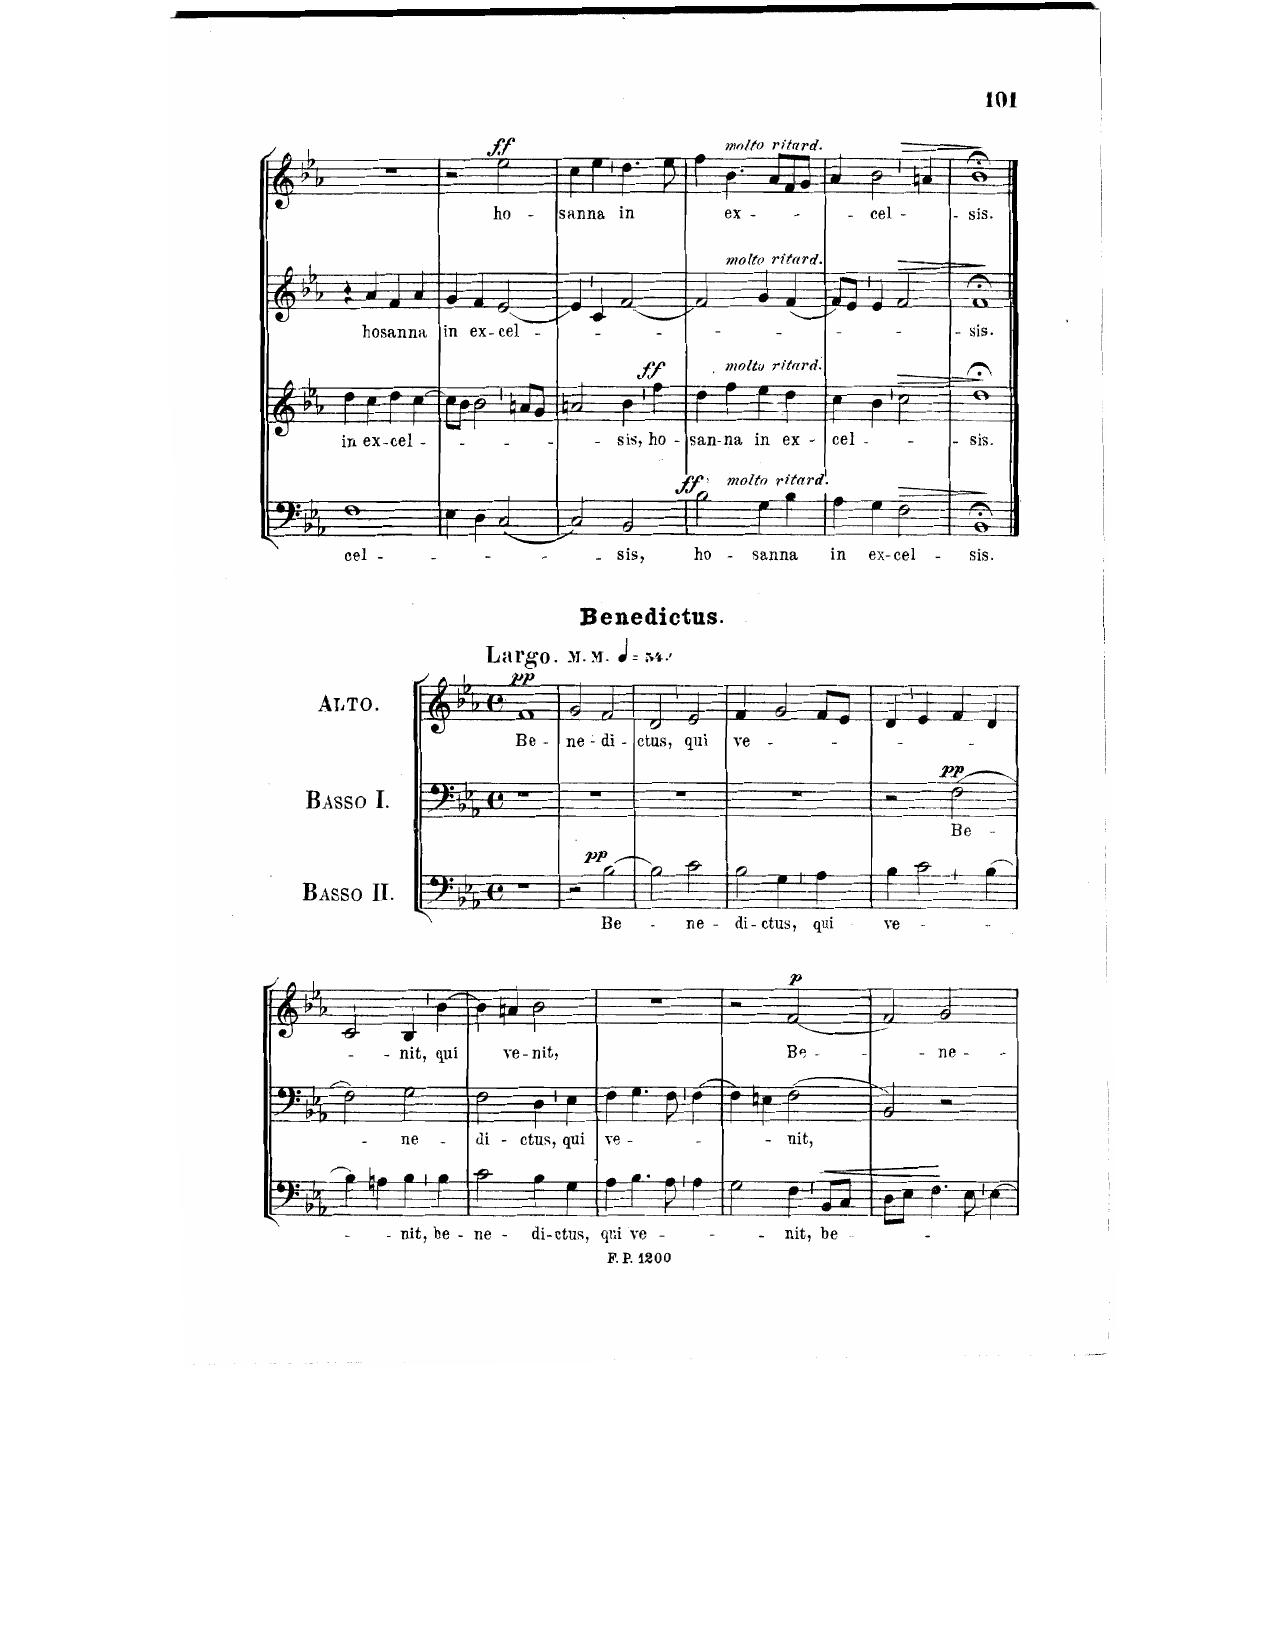 101
ff
molto ritard.
ho - sanna in ex - - - cel - - sis.
molto ritard.
hosanna in ex - cel - - - - - - - sis.
ff
molto ritard.
in ex - cel - - - - - sis, ho - san - na in ex - cel - - - sis.
ff molto ritard.
cel - - - - - sis, ho - sanna in ex - cel - sis.
Benedictus.
Largo. M. M. = 54.
pp
ALTO.
Be - ne - di - ctus, qui ve - - - - - -
pp
BASSO I.
Be -
pp
BASSO II.
Be - ne - di - ctus, qui ve - - -
p
- - nit, qui ve - nit, Be - - ne - -
- ne - di - ctus, qui ve - - - - nit,
- - nit, be - ne - di - ctus, qui ve - - - nit, be - -
F. P. 1200